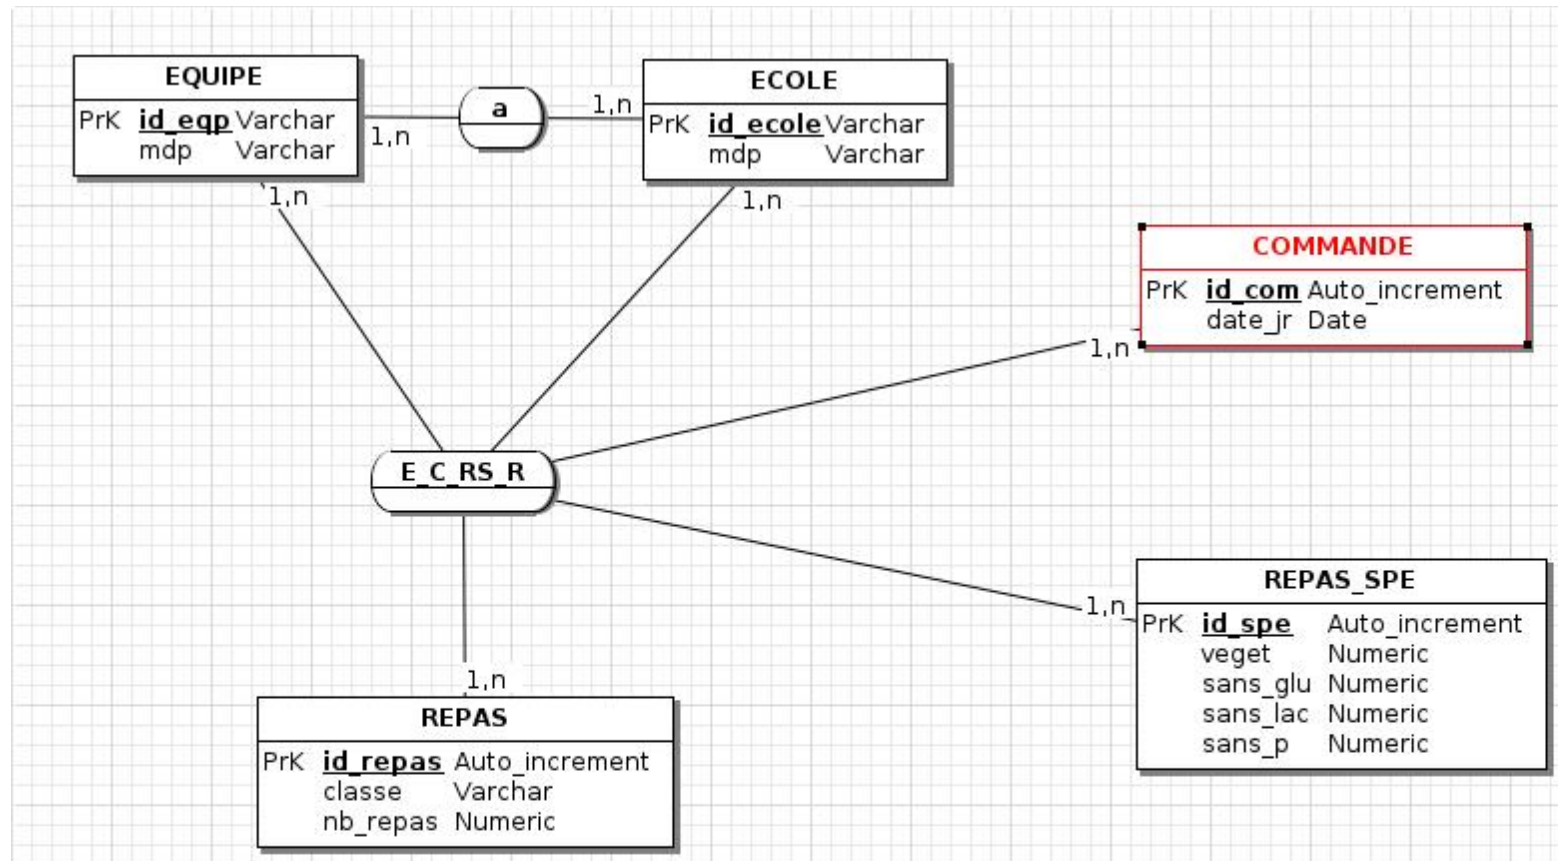 EQUIPE
PrK id_eqp Varchar
mdp Varchar
1,n
a
1,n
ECOLE
PrK id_ecole Varchar
mdp Varchar
1,n
1,n
COMMANDE
PrK id_com Auto_increment
date_jr Date
1,n
E_C_RS_R
1,n
REPAS_SPE
PrK id_spe Auto_increment
veget Numeric
sans_glu Numeric
sans_lac Numeric
sans_p Numeric
1,n
REPAS
PrK id_repas Auto_increment
classe Varchar
nb_repas Numeric